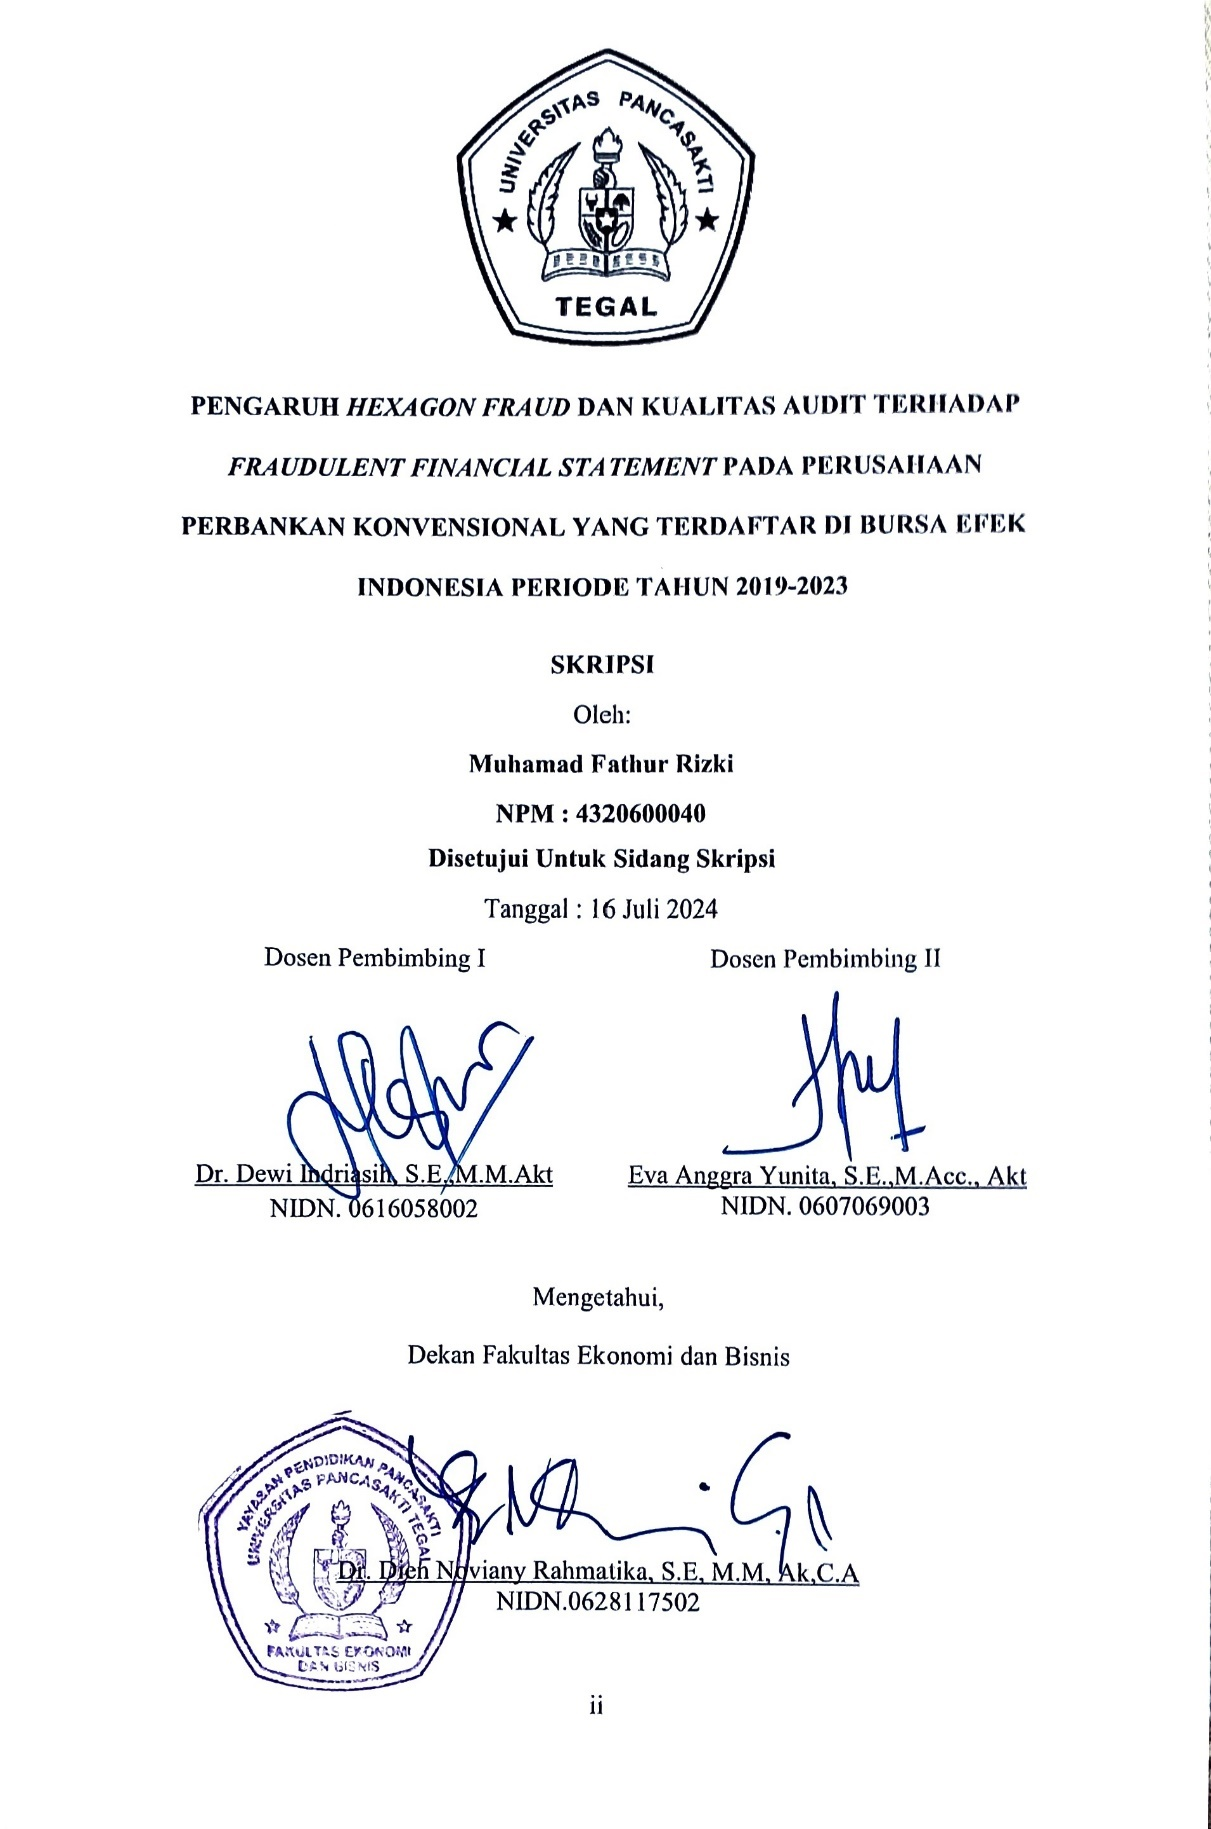 UNIVERSITAS PANCASAKTI
TEGAL
PENGARUH HEXAGON FRAUD DAN KUALITAS AUDIT TERHADAP
FRAUDULENT FINANCIAL STATEMENT PADA PERUSAHAAN
PERBANKAN KONVENSIONAL YANG TERDAFTAR DI BURSA EFEK
INDONESIA PERIODE TAHUN 2019-2023
SKRIPSI
Oleh:
Muhamad Fathur Rizki
NPM : 4320600040
Disetujui Untuk Sidang Skripsi
Tanggal : 16 Juli 2024
Dosen Pembimbing I Dosen Pembimbing II
Dr. Dewi Indriasih, S.E.,M.M.Akt Eva Anggra Yunita, S.E.,M.Acc., Akt
NIDN. 0616058002 NIDN. 0607069003
Mengetahui,
Dekan Fakultas Ekonomi dan Bisnis
YAYASAN PENDIDIKAN PANCASAKTI
UNIVERSITAS PANCASAKTI TEGAL
Dr. Dien Noviany Rahmatika, S.E, M.M, Ak,C.A
NIDN.0628117502
FAKULTAS EKONOMI
DAN BISNIS
ii